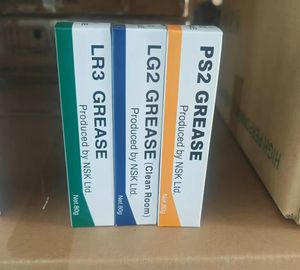 LR3 GREASE
Produced by NSK Ltd.
Net.80g
LG2 GREASE (Clean Room)
Produced by NSK Ltd.
Net.80g
PS2 GREASE
Produced by NSK Ltd.
Net.80g